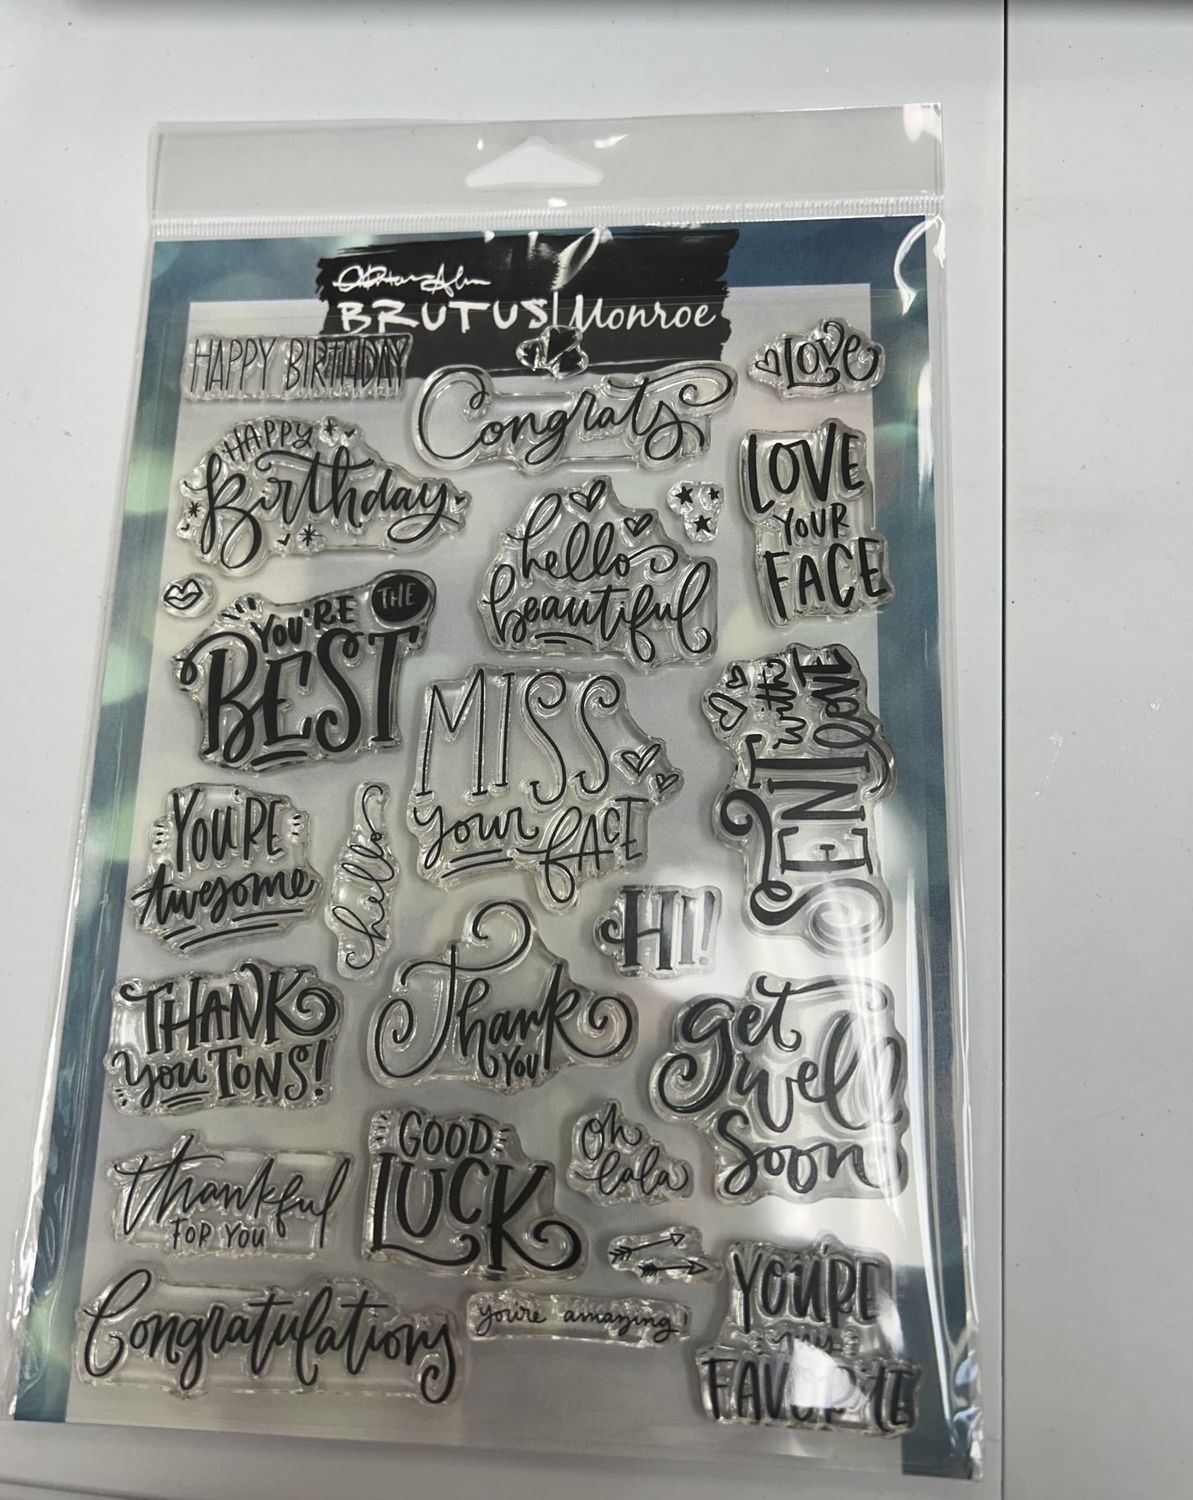 BRUTUS Monroe
HAPPY BIRTHDAY
Congrats
Love
HAPPY
Birthday
hello
beautiful
LOVE
YOUR
FACE
YOU'RE THE
BEST
MISS
your FACE
SENT with
LOVE
YOU'RE
Awesome
hello
HI!
THANK
you TONS!
Thank
YOU
get
well
soon
thankful
FOR YOU
GOOD
LUCK
oh
lala
Congratulations
you're amazing!
YOU'RE
my
FAVORITE